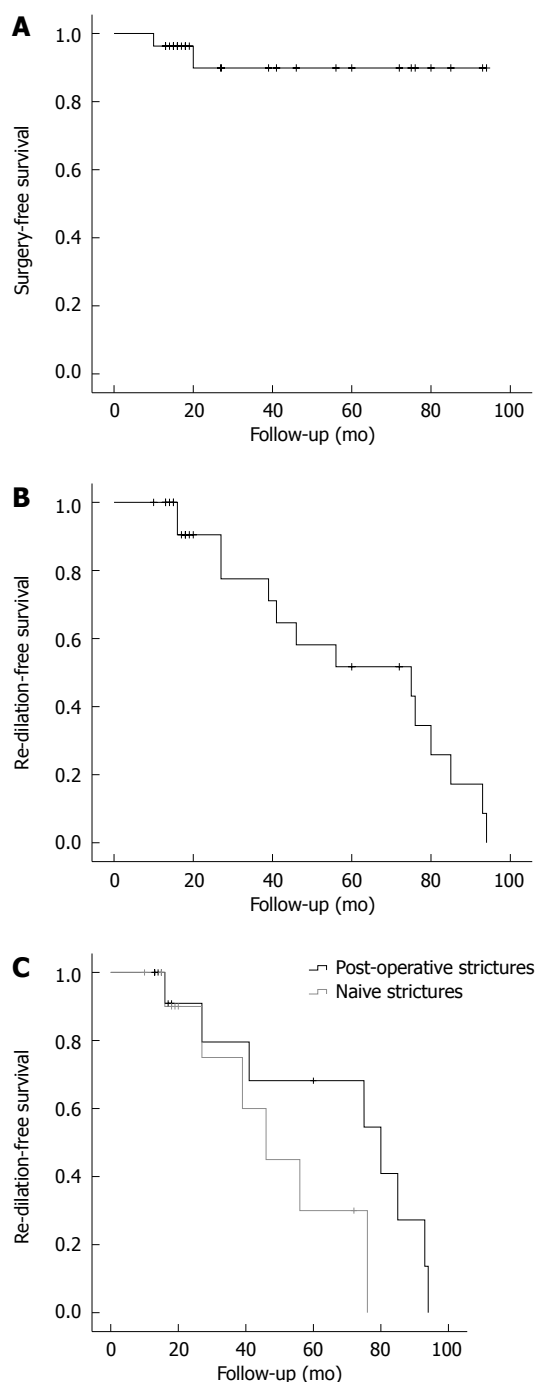 A
1.0
0.8
0.6
0.4
0.2
0.0
Surgery-free survival
0 20 40 60 80 100
Follow-up (mo)
B
1.0
0.8
0.6
0.4
0.2
0.0
Re-dilation-free survival
0 20 40 60 80 100
Follow-up (mo)
C
Post-operative strictures
Naive strictures
1.0
0.8
0.6
0.4
0.2
0.0
Re-dilation-free survival
0 20 40 60 80 100
Follow-up (mo)